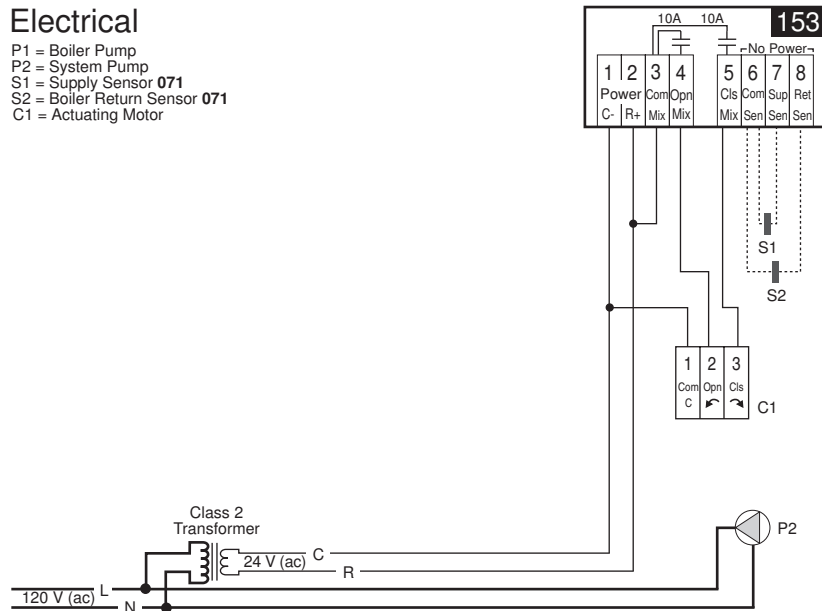 Electrical
P1 = Boiler Pump
P2 = System Pump
S1 = Supply Sensor 071
S2 = Boiler Return Sensor 071
C1 = Actuating Motor
10A 10A 153
No Power
1 2 3 4 5 6 7 8
Power Com Opn Cls Com Sup Ret
C- R+ Mix Mix Mix Sen Sen Sen
S1
S2
1 2 3
Com Opn Cls
C
C1
Class 2
Transformer
P2
24 V (ac) C
R
120 V (ac) L
N